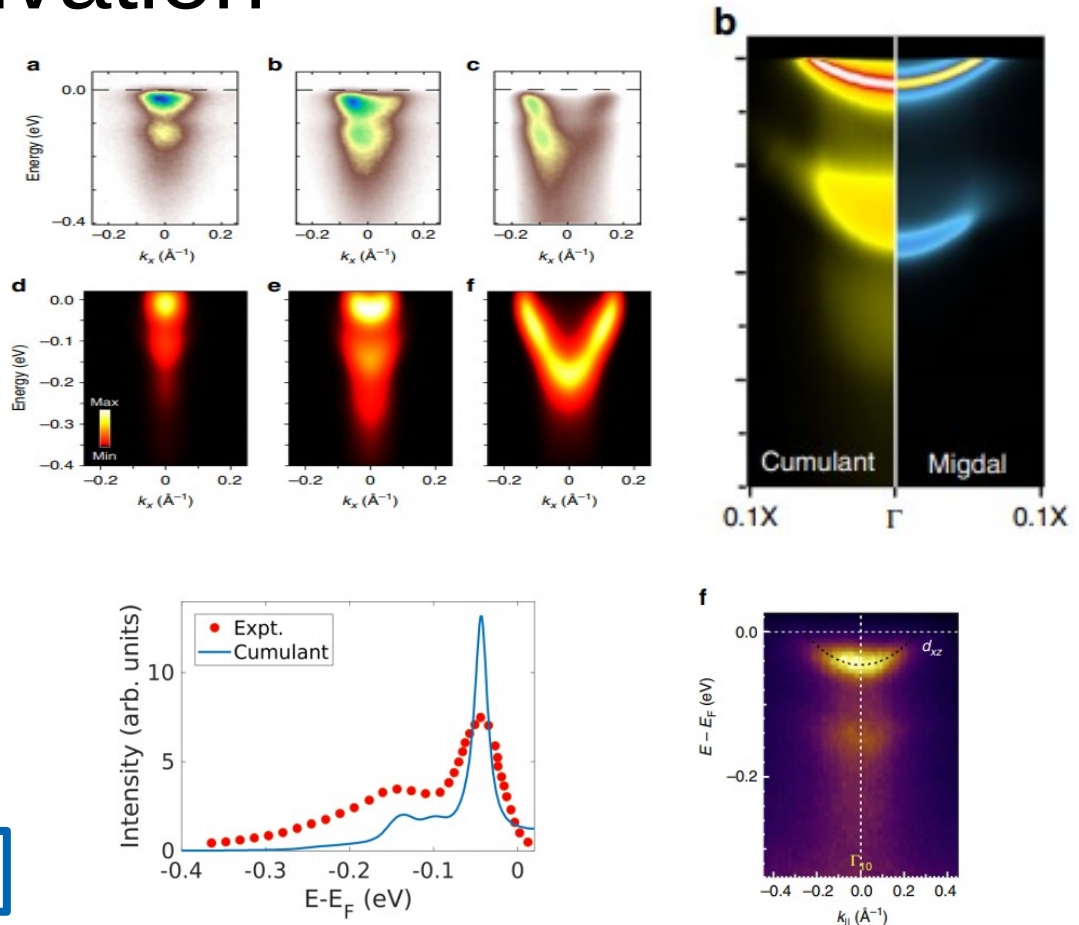 a b c
0.0
Energy (eV)
−0.4
−0.2 0 0.2 −0.2 0 0.2 −0.2 0 0.2
kx (Å⁻¹) kx (Å⁻¹) kx (Å⁻¹)
d e f
0.0
−0.1
−0.2
−0.3
−0.4
Energy (eV)
Max
Min
−0.2 0 0.2 −0.2 0 0.2 −0.2 0 0.2
kx (Å⁻¹) kx (Å⁻¹) kx (Å⁻¹)
b
Cumulant Migdal
0.1X Γ 0.1X
Intensity (arb. units)
10
5
0
Expt.
Cumulant
-0.4 -0.3 -0.2 -0.1 0
E-EF (eV)
f
0.0
−0.2
E − EF (eV)
dxz
Γ10
−0.4 −0.2 0.0 0.2 0.4
k|| (Å⁻¹)